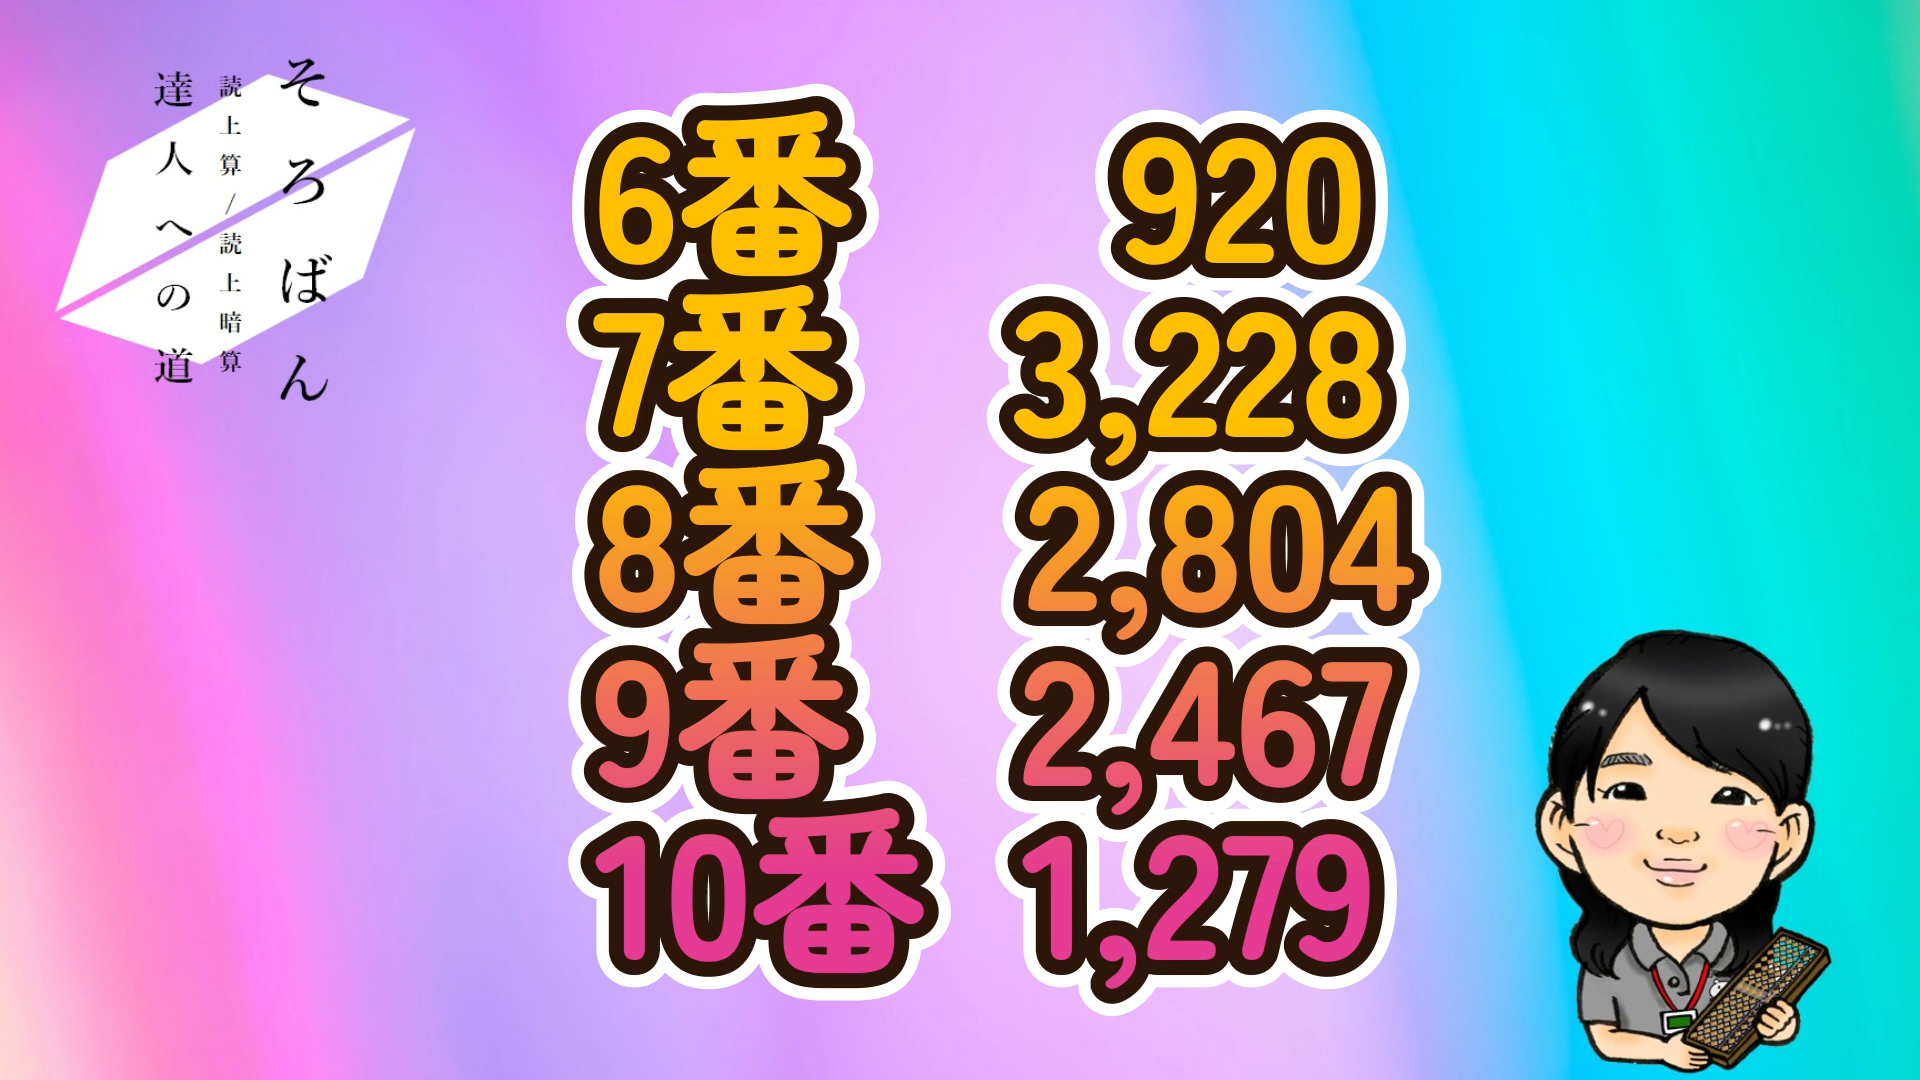 そろばん
読上算/読上暗算
達人への道
6番 920
7番 3,228
8番 2,804
9番 2,467
10番 1,279